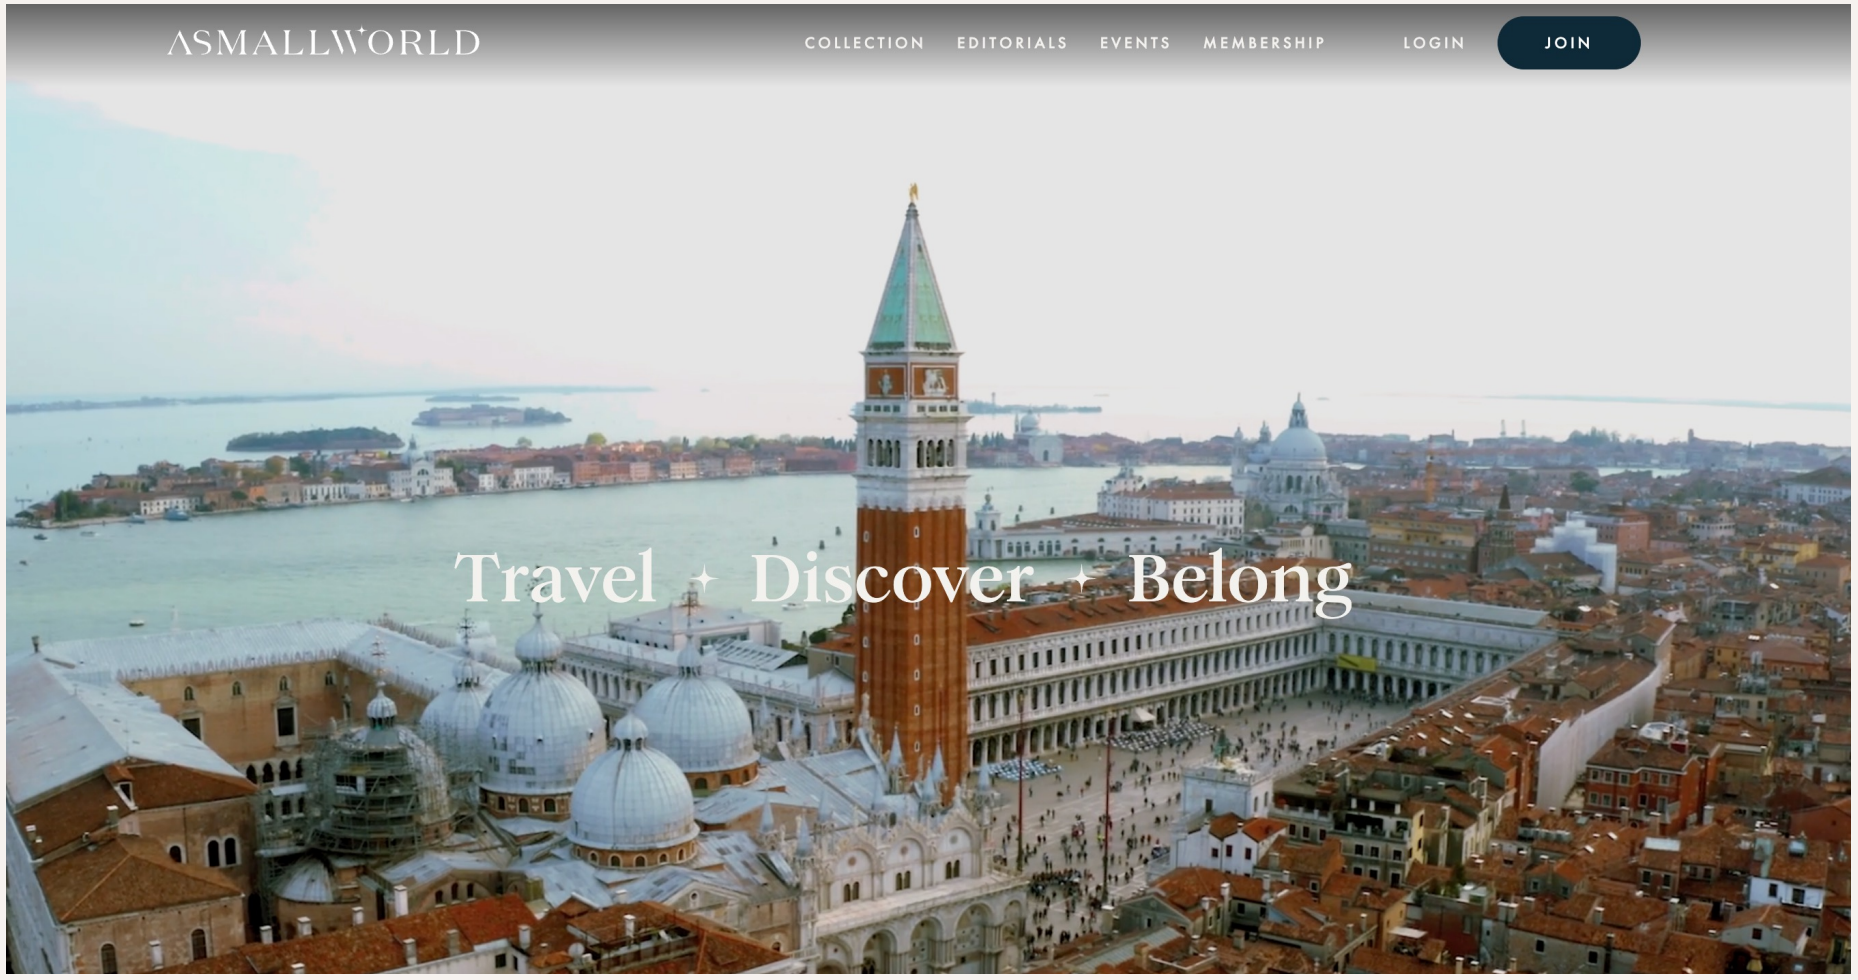 ASMALLWORLD
COLLECTION EDITORIALS EVENTS MEMBERSHIP LOGIN JOIN
Travel ✦ Discover ✦ Belong